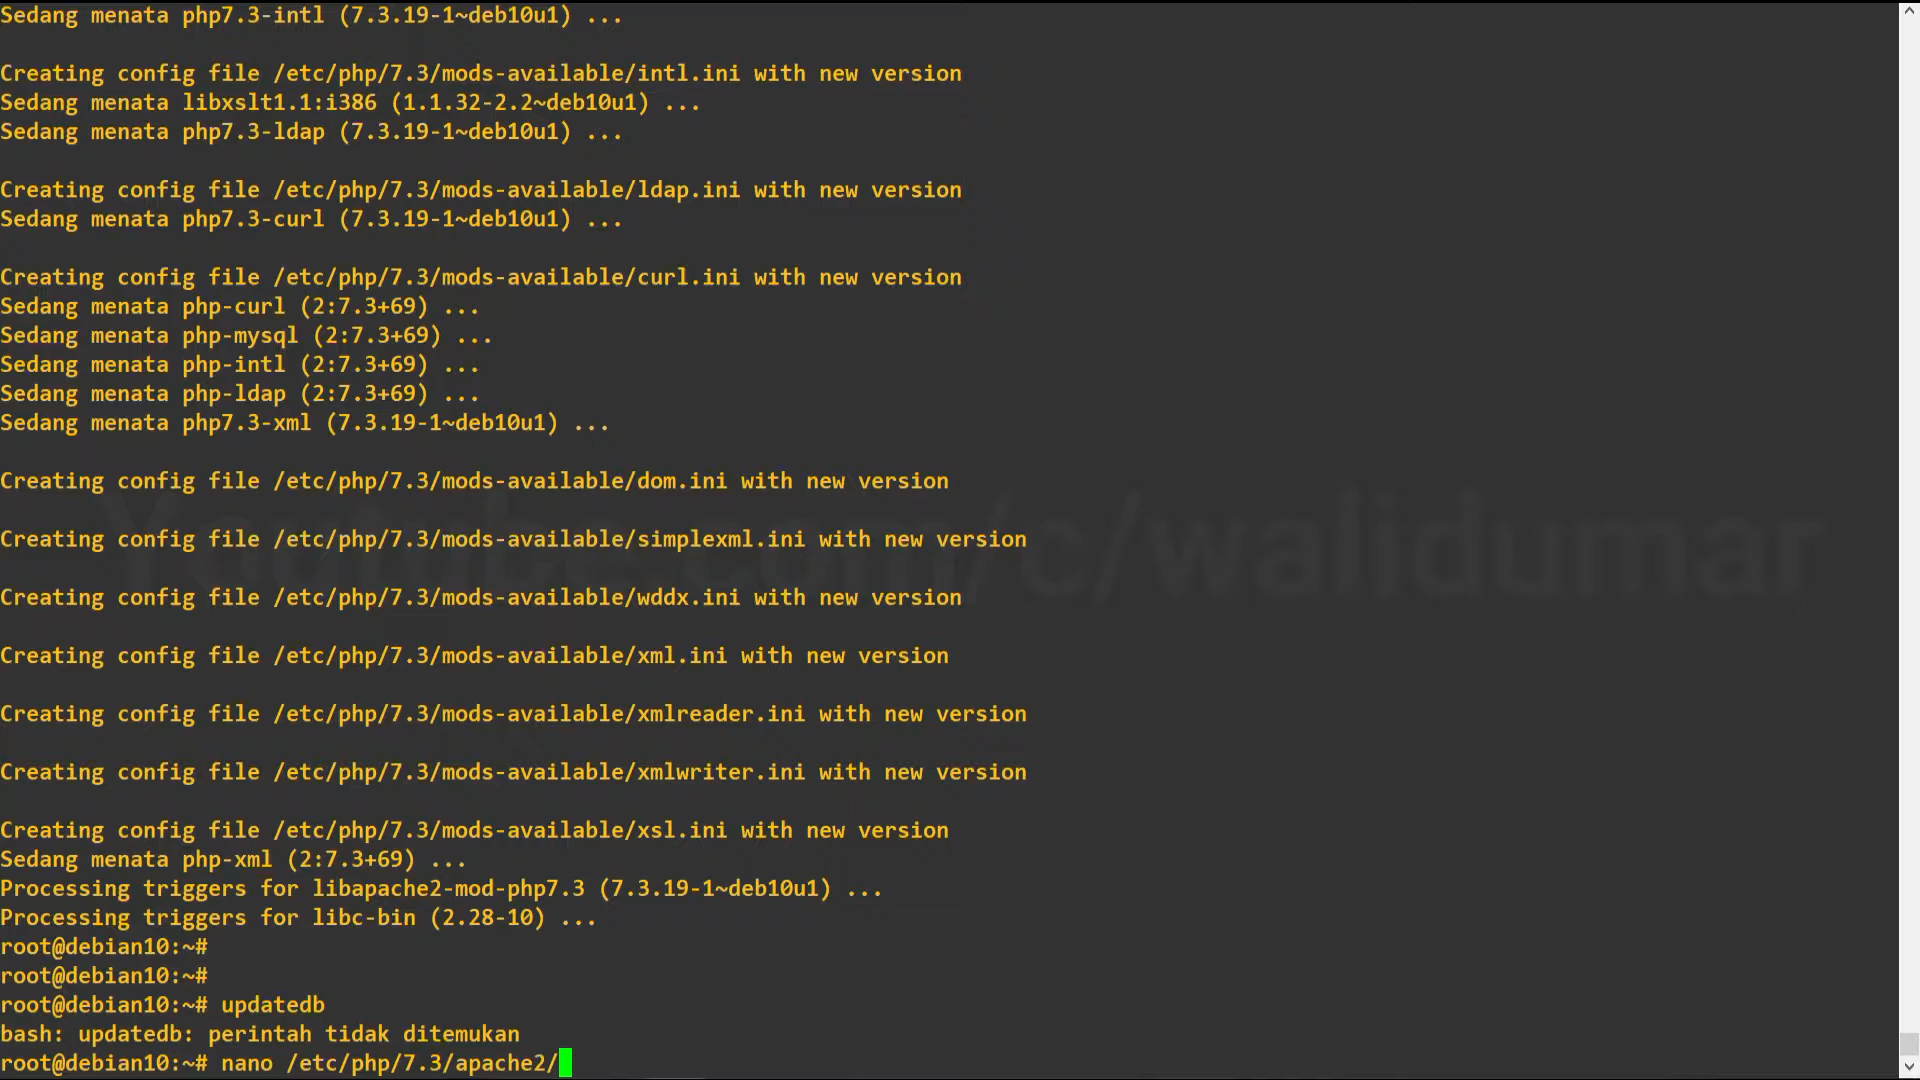 Sedang menata php7.3-intl (7.3.19-1~deb10u1) ...
Creating config file /etc/php/7.3/mods-available/intl.ini with new version
Sedang menata libxslt1.1:i386 (1.1.32-2.2~deb10u1) ...
Sedang menata php7.3-ldap (7.3.19-1~deb10u1) ...
Creating config file /etc/php/7.3/mods-available/ldap.ini with new version
Sedang menata php7.3-curl (7.3.19-1~deb10u1) ...
Creating config file /etc/php/7.3/mods-available/curl.ini with new version
Sedang menata php-curl (2:7.3+69) ...
Sedang menata php-mysql (2:7.3+69) ...
Sedang menata php-intl (2:7.3+69) ...
Sedang menata php-ldap (2:7.3+69) ...
Sedang menata php7.3-xml (7.3.19-1~deb10u1) ...
Creating config file /etc/php/7.3/mods-available/dom.ini with new version
Creating config file /etc/php/7.3/mods-available/simplexml.ini with new version
Youtube.com/c/walidumar
Creating config file /etc/php/7.3/mods-available/wddx.ini with new version
Creating config file /etc/php/7.3/mods-available/xml.ini with new version
Creating config file /etc/php/7.3/mods-available/xmlreader.ini with new version
Creating config file /etc/php/7.3/mods-available/xmlwriter.ini with new version
Creating config file /etc/php/7.3/mods-available/xsl.ini with new version
Sedang menata php-xml (2:7.3+69) ...
Processing triggers for libapache2-mod-php7.3 (7.3.19-1~deb10u1) ...
Processing triggers for libc-bin (2.28-10) ...
root@debian10:~#
root@debian10:~#
root@debian10:~# updatedb
bash: updatedb: perintah tidak ditemukan
root@debian10:~# nano /etc/php/7.3/apache2/